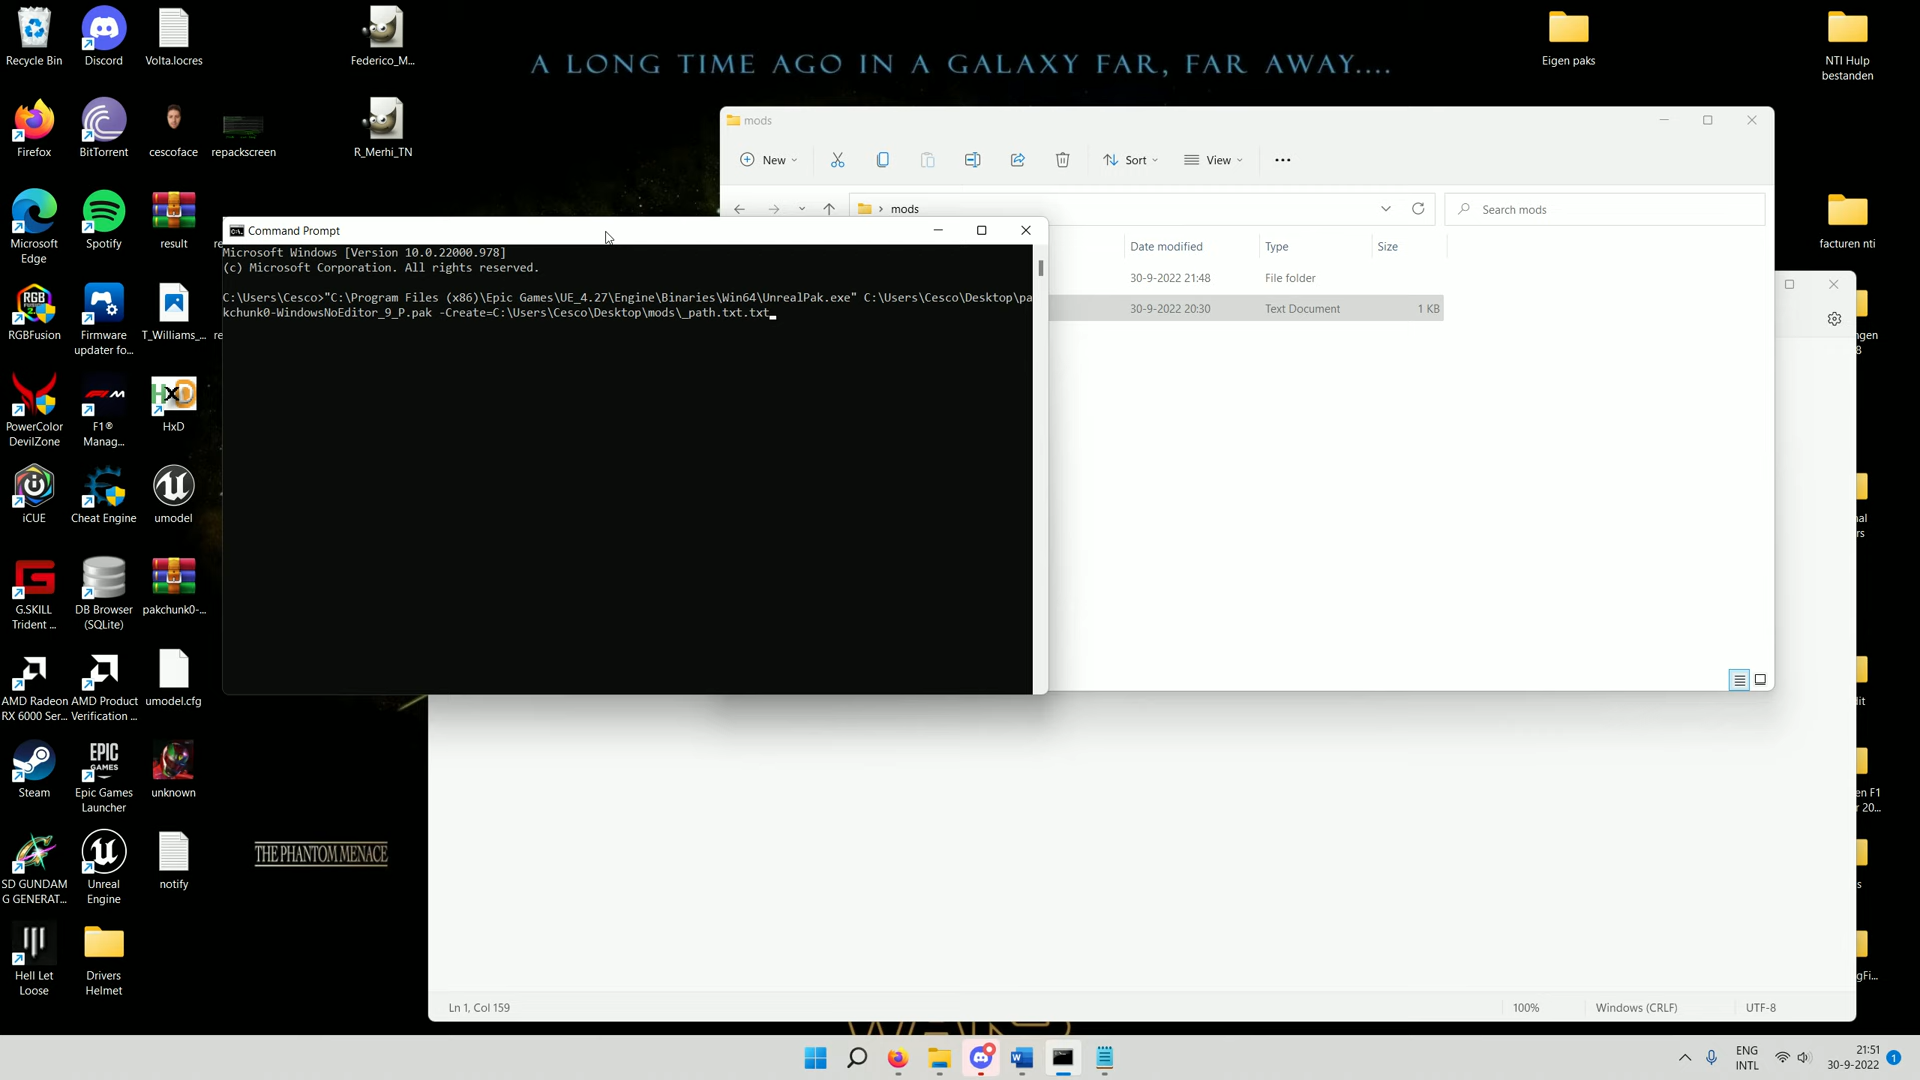 A LONG TIME AGO IN A GALAXY FAR, FAR AWAY....
Recycle Bin
Discord
Volta.locres
Federico_M...
Eigen paks
NTI Hulp
bestanden
Firefox
BitTorrent
cescoface
repackscreen
R_Merhi_TN
mods
New
Sort
View
mods
Search mods
Microsoft
Edge
Spotify
result
facturen nti
Date modified
Type
Size
30-9-2022 21:48
File folder
30-9-2022 20:30
Text Document
1 KB
Command Prompt
Microsoft Windows [Version 10.0.22000.978]
(c) Microsoft Corporation. All rights reserved.
C:\Users\Cesco>"C:\Program Files (x86)\Epic Games\UE_4.27\Engine\Binaries\Win64\UnrealPak.exe" C:\Users\Cesco\Desktop\pa
kchunk0-WindowsNoEditor_9_P.pak -Create=C:\Users\Cesco\Desktop\mods\_path.txt.txt
RGBFusion
Firmware
updater fo...
T_Williams_...
PowerColor
DevilZone
F1®
Manag...
HxD
iCUE
Cheat Engine
umodel
G.SKILL
Trident ...
DB Browser
(SQLite)
pakchunk0-...
AMD Radeon
RX 6000 Ser...
AMD Product
Verification ...
umodel.cfg
Steam
Epic Games
Launcher
unknown
SD GUNDAM
G GENERAT...
Unreal
Engine
notify
THE PHANTOM MENACE
Hell Let
Loose
Drivers
Helmet
Ln 1, Col 159
100%
Windows (CRLF)
UTF-8
ENG
INTL
21:51
30-9-2022
1